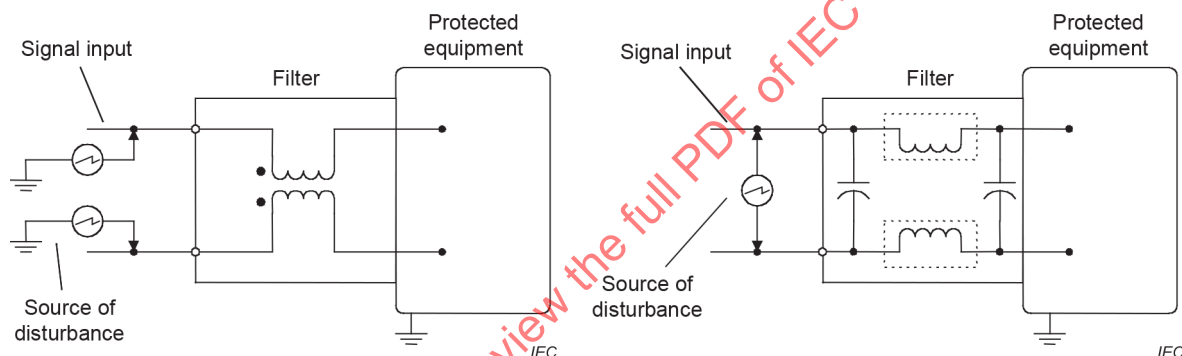 Signal input
Filter
Protected
equipment
Source of
disturbance
IEC
Signal input
Filter
Protected
equipment
Source of
disturbance
IEC
view the full PDF of IEC